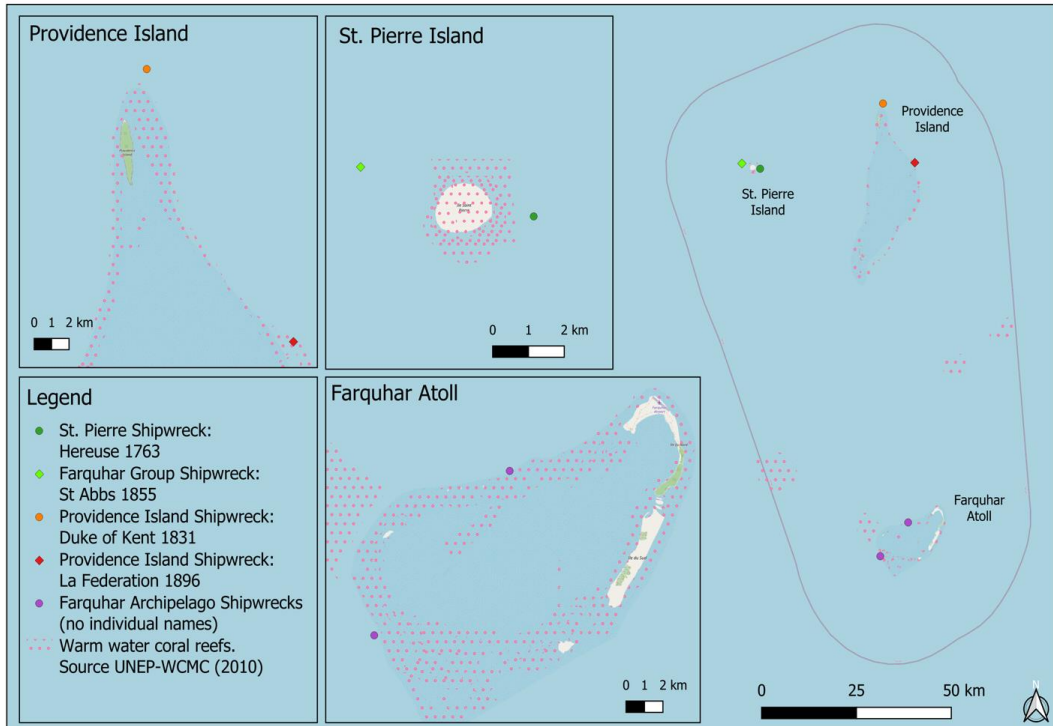 Providence Island
0 1 2 km
St. Pierre Island
0 1 2 km
Providence
Island
St. Pierre
Island
Farquhar
Atoll
Legend
St. Pierre Shipwreck:
Hereuse 1763
Farquhar Group Shipwreck:
St Abbs 1855
Providence Island Shipwreck:
Duke of Kent 1831
Providence Island Shipwreck:
La Federation 1896
Farquhar Archipelago Shipwrecks
(no individual names)
Warm water coral reefs.
Source UNEP-WCMC (2010)
Farquhar Atoll
Ile du Sud
0 1 2 km
0 25 50 km
N